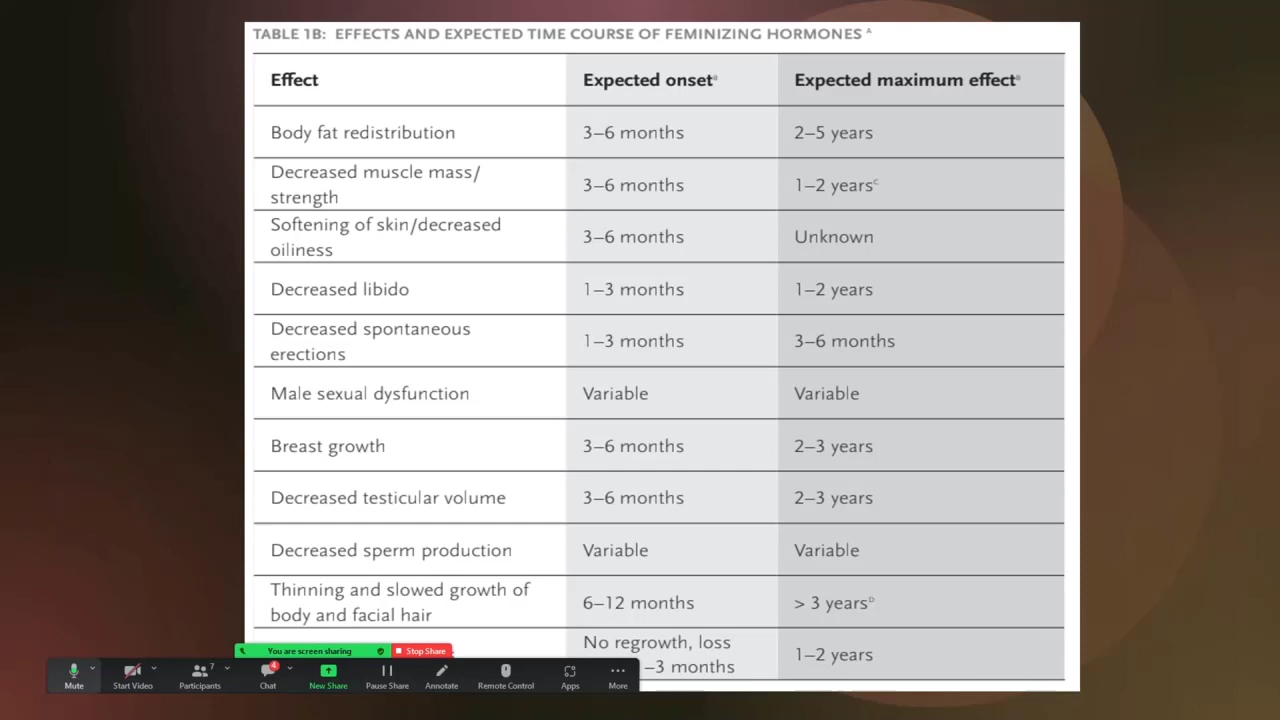 TABLE 1B: EFFECTS AND EXPECTED TIME COURSE OF FEMINIZING HORMONES A
Effect Expected onsetB Expected maximum effectB
Body fat redistribution 3–6 months 2–5 years
Decreased muscle mass/
strength 3–6 months 1–2 yearsC
Softening of skin/decreased
oiliness 3–6 months Unknown
Decreased libido 1–3 months 1–2 years
Decreased spontaneous
erections 1–3 months 3–6 months
Male sexual dysfunction Variable Variable
Breast growth 3–6 months 2–3 years
Decreased testicular volume 3–6 months 2–3 years
Decreased sperm production Variable Variable
Thinning and slowed growth of
body and facial hair 6–12 months > 3 yearsD
No regrowth, loss
–3 months 1–2 years
You are screen sharing Stop Share
7 4
Mute Start Video Participants Chat New Share Pause Share Annotate Remote Control Apps More